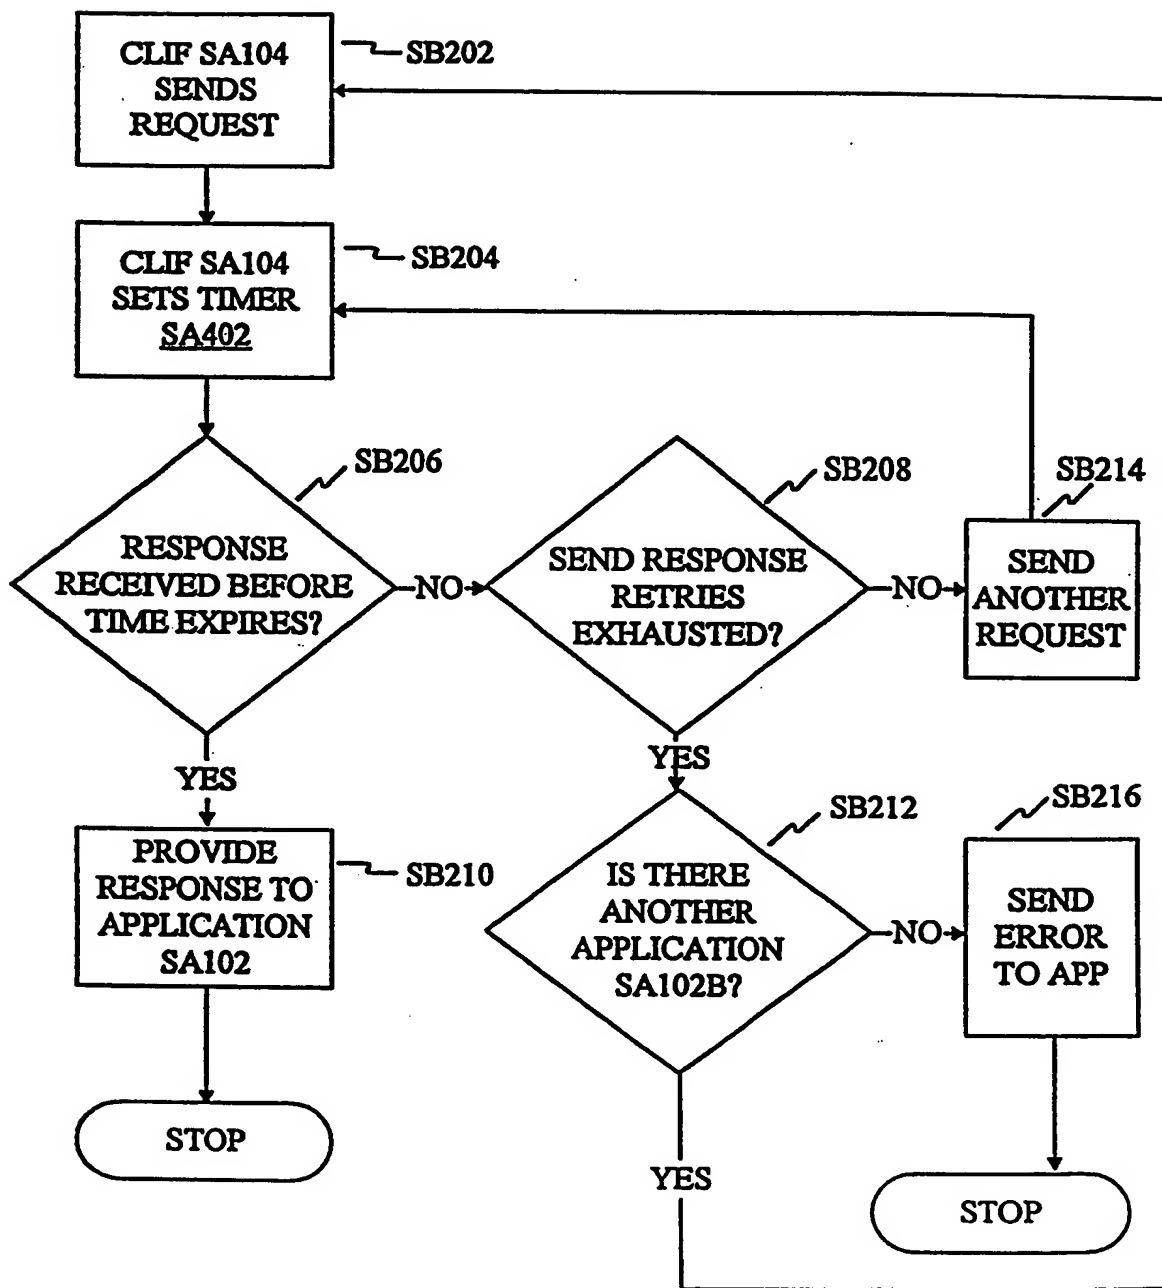 CLIF SA104
SENDS
REQUEST
SB202
CLIF SA104
SETS TIMER
SA402
SB204
RESPONSE
RECEIVED BEFORE
TIME EXPIRES?
SB206
NO
SEND RESPONSE
RETRIES
EXHAUSTED?
SB208
NO
SEND
ANOTHER
REQUEST
SB214
YES
YES
PROVIDE
RESPONSE TO
APPLICATION
SA102
SB210
IS THERE
ANOTHER
APPLICATION
SA102B?
SB212
NO
SEND
ERROR
TO APP
SB216
STOP
YES
STOP